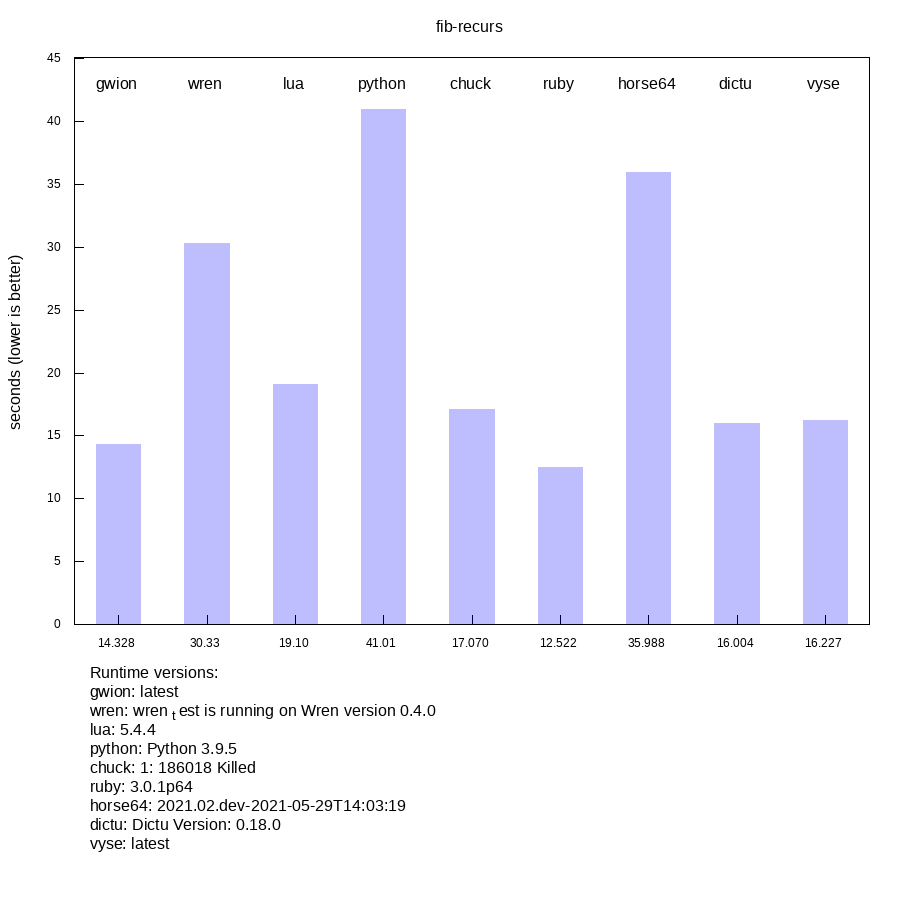 fib-recurs
45
gwion wren lua python chuck ruby horse64 dictu vyse
40
35
30
25
20
15
10
5
0
seconds (lower is better)
14.328 30.33 19.10 41.01 17.070 12.522 35.988 16.004 16.227
Runtime versions:
gwion: latest
wren: wren t est is running on Wren version 0.4.0
lua: 5.4.4
python: Python 3.9.5
chuck: 1: 186018 Killed
ruby: 3.0.1p64
horse64: 2021.02.dev-2021-05-29T14:03:19
dictu: Dictu Version: 0.18.0
vyse: latest